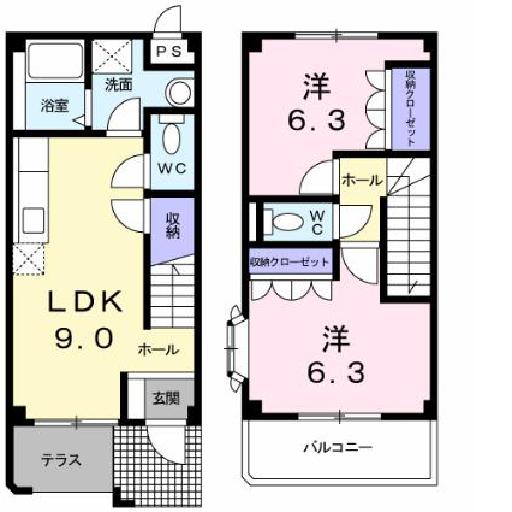 PS
洗面
浴室
WC
収納
LDK
9.0
ホール
玄関
テラス
洋
6.3
収納クローゼット
ホール
WC
収納クローゼット
洋
6.3
バルコニー